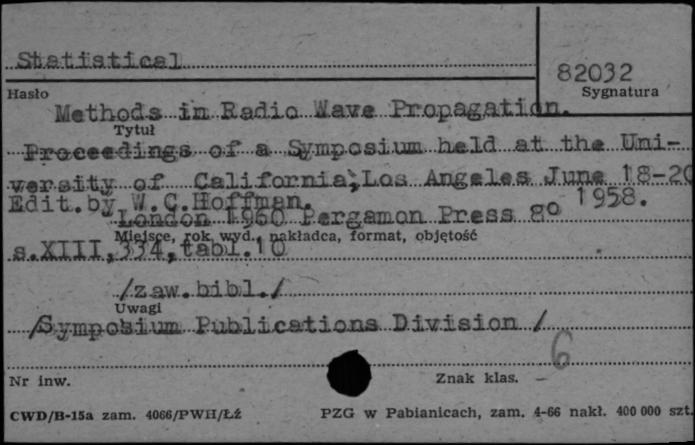 Statistical
82032
Hasło
Sygnatura
Methods in Radio Wave Propagation.
Tytuł
Proceedings of a Symposium held at the Uni-
versity of California, Los Angeles June 18-20
Edit. by W.C.Hoffman. 1958.
London 1960 Pergamon Press 8o
Miejsce, rok wyd., nakładca, format, objętość
s.XIII,334,tabl.10
/zaw.bibl./
Uwagi
/Symposium Publications Division /
6
Nr inw.
Znak klas.
CWD/B-15a zam. 4066/PWH/Łź
PZG w Pabianicach, zam. 4-66 nakł. 400 000 szt.